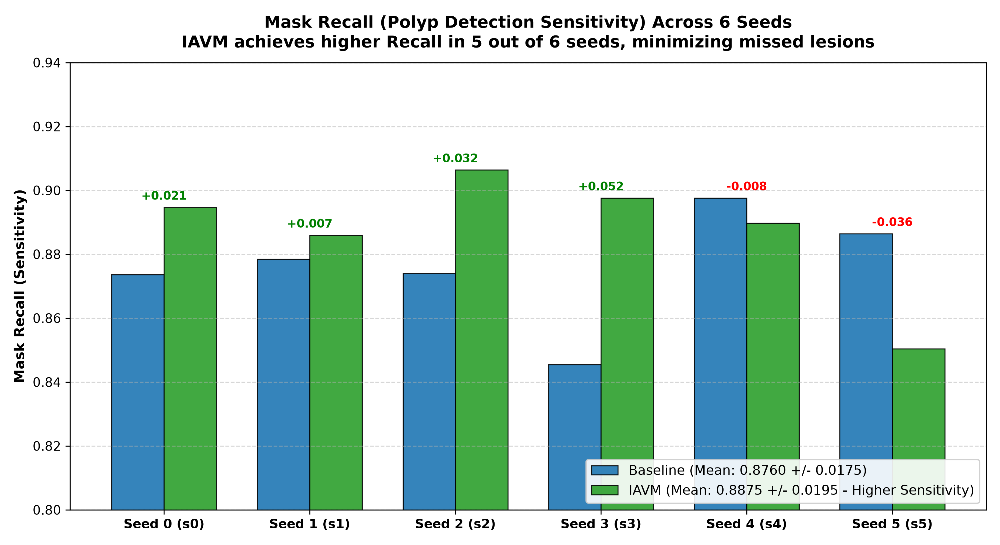 Mask Recall (Polyp Detection Sensitivity) Across 6 Seeds
IAVM achieves higher Recall in 5 out of 6 seeds, minimizing missed lesions
Mask Recall (Sensitivity)
0.94
0.92
0.90
0.88
0.86
0.84
0.82
0.80
+0.021
+0.007
+0.032
+0.052
-0.008
-0.036
Baseline (Mean: 0.8760 +/- 0.0175)
IAVM (Mean: 0.8875 +/- 0.0195 - Higher Sensitivity)
Seed 0 (s0)
Seed 1 (s1)
Seed 2 (s2)
Seed 3 (s3)
Seed 4 (s4)
Seed 5 (s5)